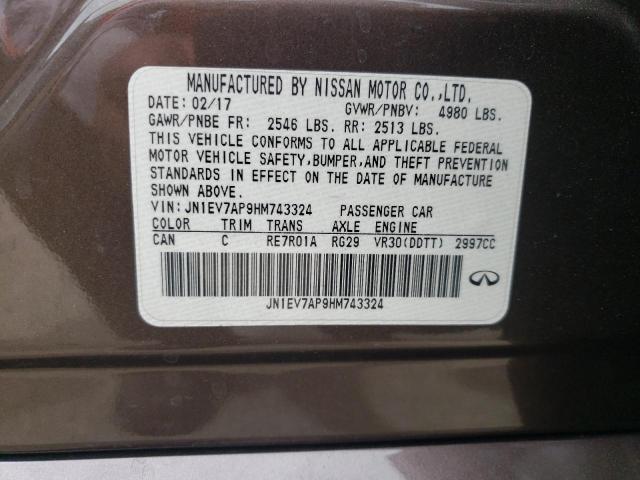 MANUFACTURED BY NISSAN MOTOR CO.,LTD.
DATE: 02/17 GVWR/PNBV: 4980 LBS.
GAWR/PNBE FR: 2546 LBS. RR: 2513 LBS.
THIS VEHICLE CONFORMS TO ALL APPLICABLE FEDERAL
MOTOR VEHICLE SAFETY,BUMPER,AND THEFT PREVENTION
STANDARDS IN EFFECT ON THE DATE OF MANUFACTURE
SHOWN ABOVE.
VIN: JN1EV7AP9HM743324 PASSENGER CAR
COLOR TRIM TRANS AXLE ENGINE
CAN C RE7R01A RG29 VR30(DDTT) 2997CC
JN1EV7AP9HM743324